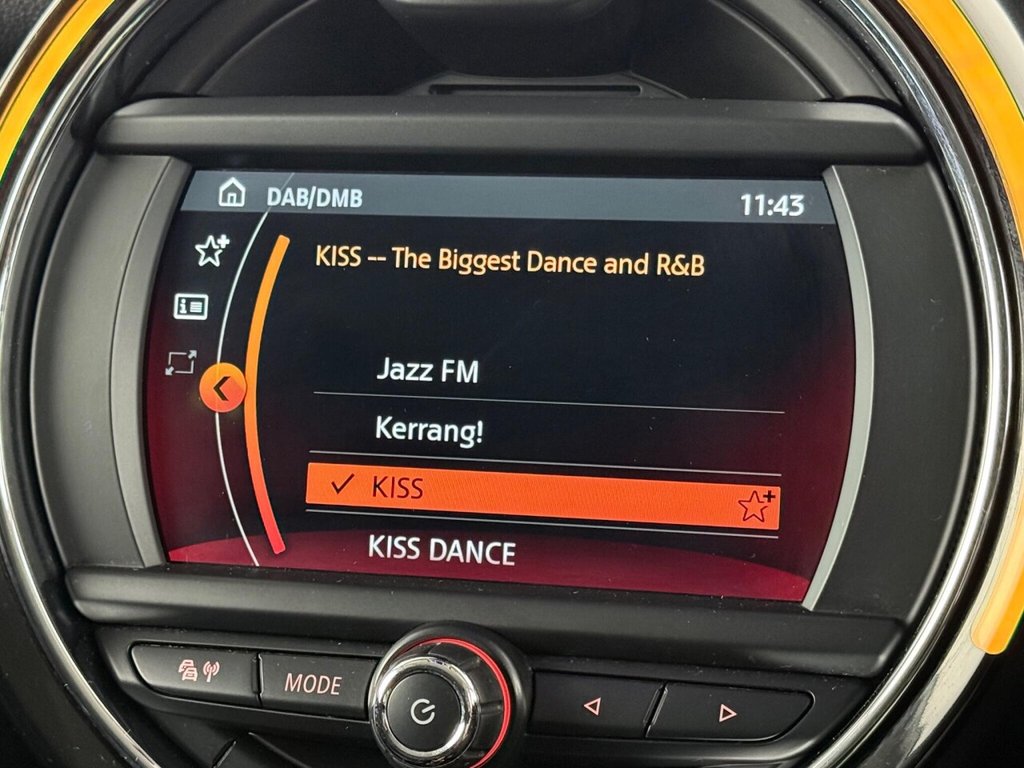 DAB/DMB 11:43
KISS -- The Biggest Dance and R&B
Jazz FM
Kerrang!
KISS
KISS DANCE
MODE